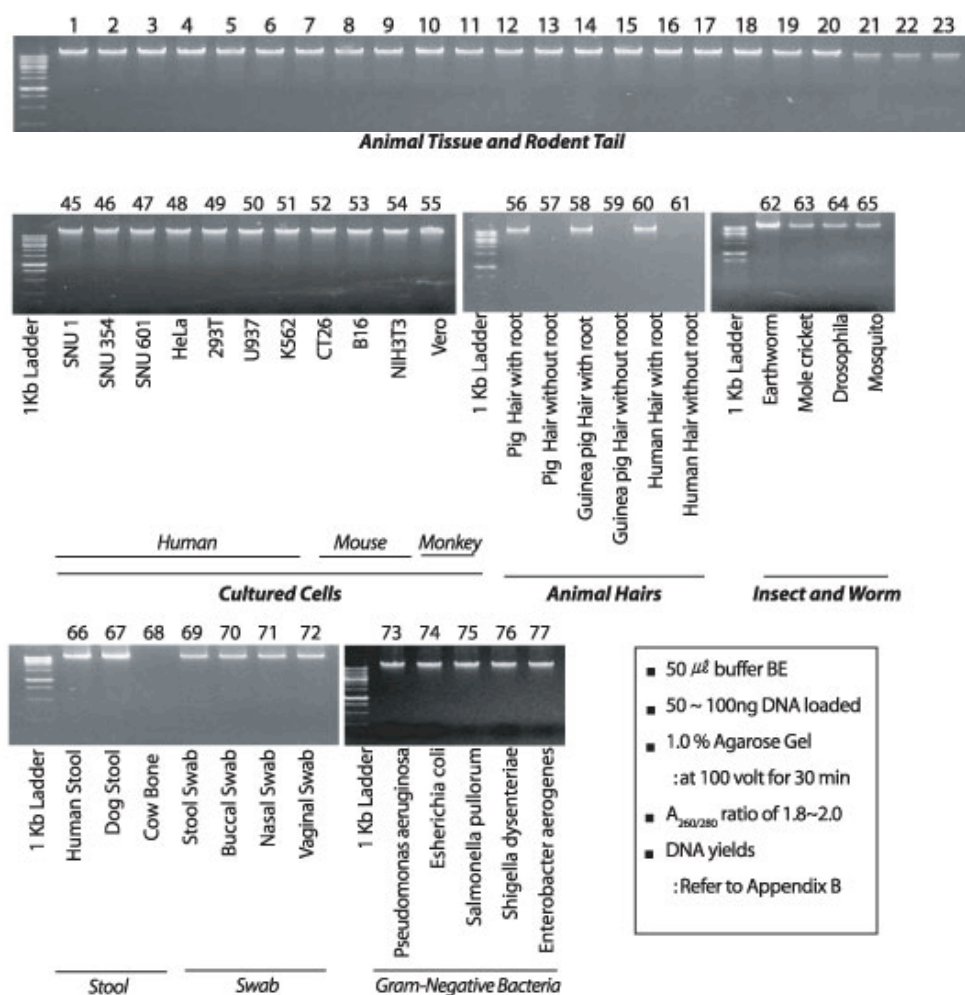 1 2 3 4 5 6 7 8 9 10 11 12 13 14 15 16 17 18 19 20 21 22 23
Animal Tissue and Rodent Tail
45 46 47 48 49 50 51 52 53 54 55
1Kb Ladder
SNU 1
SNU 354
SNU 601
HeLa
293T
U937
K562
CT26
B16
NIH3T3
Vero
Human
Mouse
Monkey
Cultured Cells
56 57 58 59 60 61
1 Kb Ladder
Pig Hair with root
Pig Hair without root
Guinea pig Hair with root
Guinea pig Hair without root
Human Hair with root
Human Hair without root
Animal Hairs
62 63 64 65
1 Kb Ladder
Earthworm
Mole cricket
Drosophila
Mosquito
Insect and Worm
66 67 68 69 70 71 72
1 Kb Ladder
Human Stool
Dog Stool
Cow Bone
Stool Swab
Buccal Swab
Nasal Swab
Vaginal Swab
Stool
Swab
73 74 75 76 77
1 Kb Ladder
Pseudomonas aeruginosa
Esherichia coli
Salmonella pullorum
Shigella dysenteriae
Enterobacter aerogenes
Gram-Negative Bacteria
■ 50 μℓ buffer BE
■ 50 ~ 100ng DNA loaded
■ 1.0 % Agarose Gel
: at 100 volt for 30 min
■ A260/280 ratio of 1.8~2.0
■ DNA yields
: Refer to Appendix B